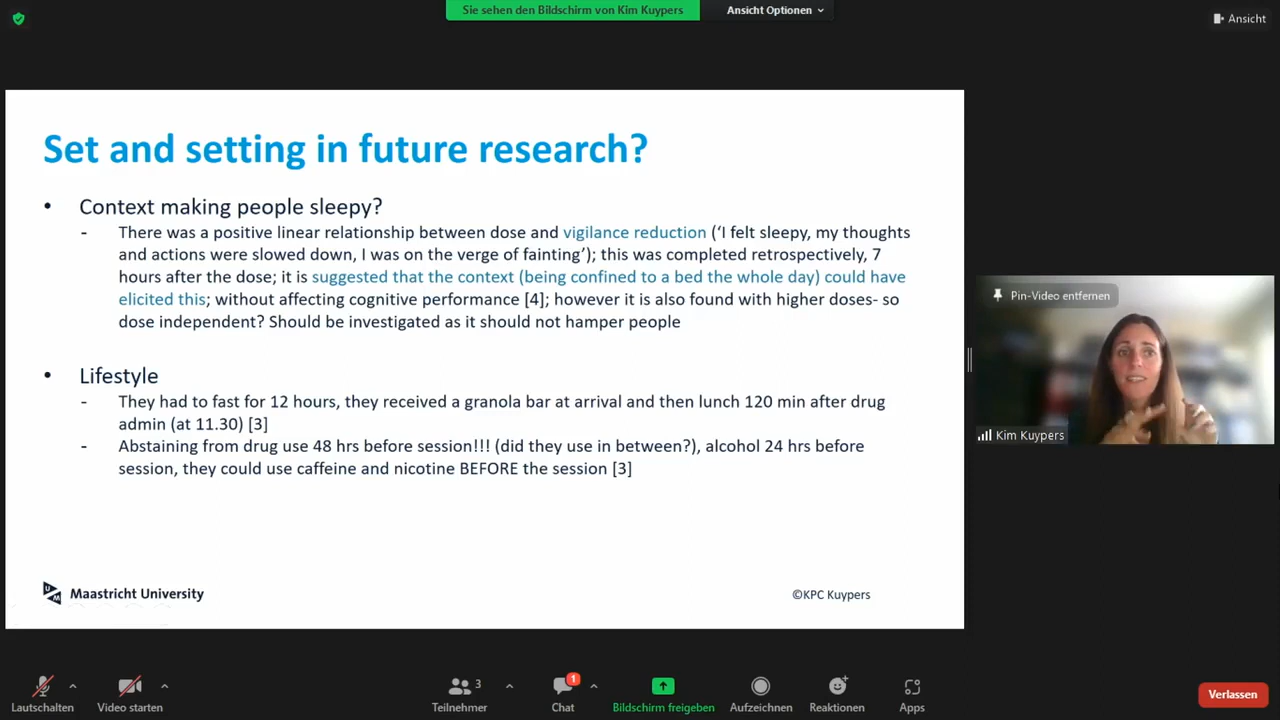 Sie sehen den Bildschirm von Kim Kuypers
Ansicht Optionen
Ansicht
Set and setting in future research?
• Context making people sleepy?
- There was a positive linear relationship between dose and vigilance reduction (‘I felt sleepy, my thoughts
and actions were slowed down, I was on the verge of fainting’); this was completed retrospectively, 7
hours after the dose; it is suggested that the context (being confined to a bed the whole day) could have
elicited this; without affecting cognitive performance [4]; however it is also found with higher doses- so
dose independent? Should be investigated as it should not hamper people
• Lifestyle
- They had to fast for 12 hours, they received a granola bar at arrival and then lunch 120 min after drug
admin (at 11.30) [3]
- Abstaining from drug use 48 hrs before session!!! (did they use in between?), alcohol 24 hrs before
session, they could use caffeine and nicotine BEFORE the session [3]
UM
Maastricht University
©KPC Kuypers
Pin-Video entfernen
Kim Kuypers
Lautschalten
Video starten
3
Teilnehmer
1
Chat
Bildschirm freigeben
Aufzeichnen
Reaktionen
Apps
Verlassen